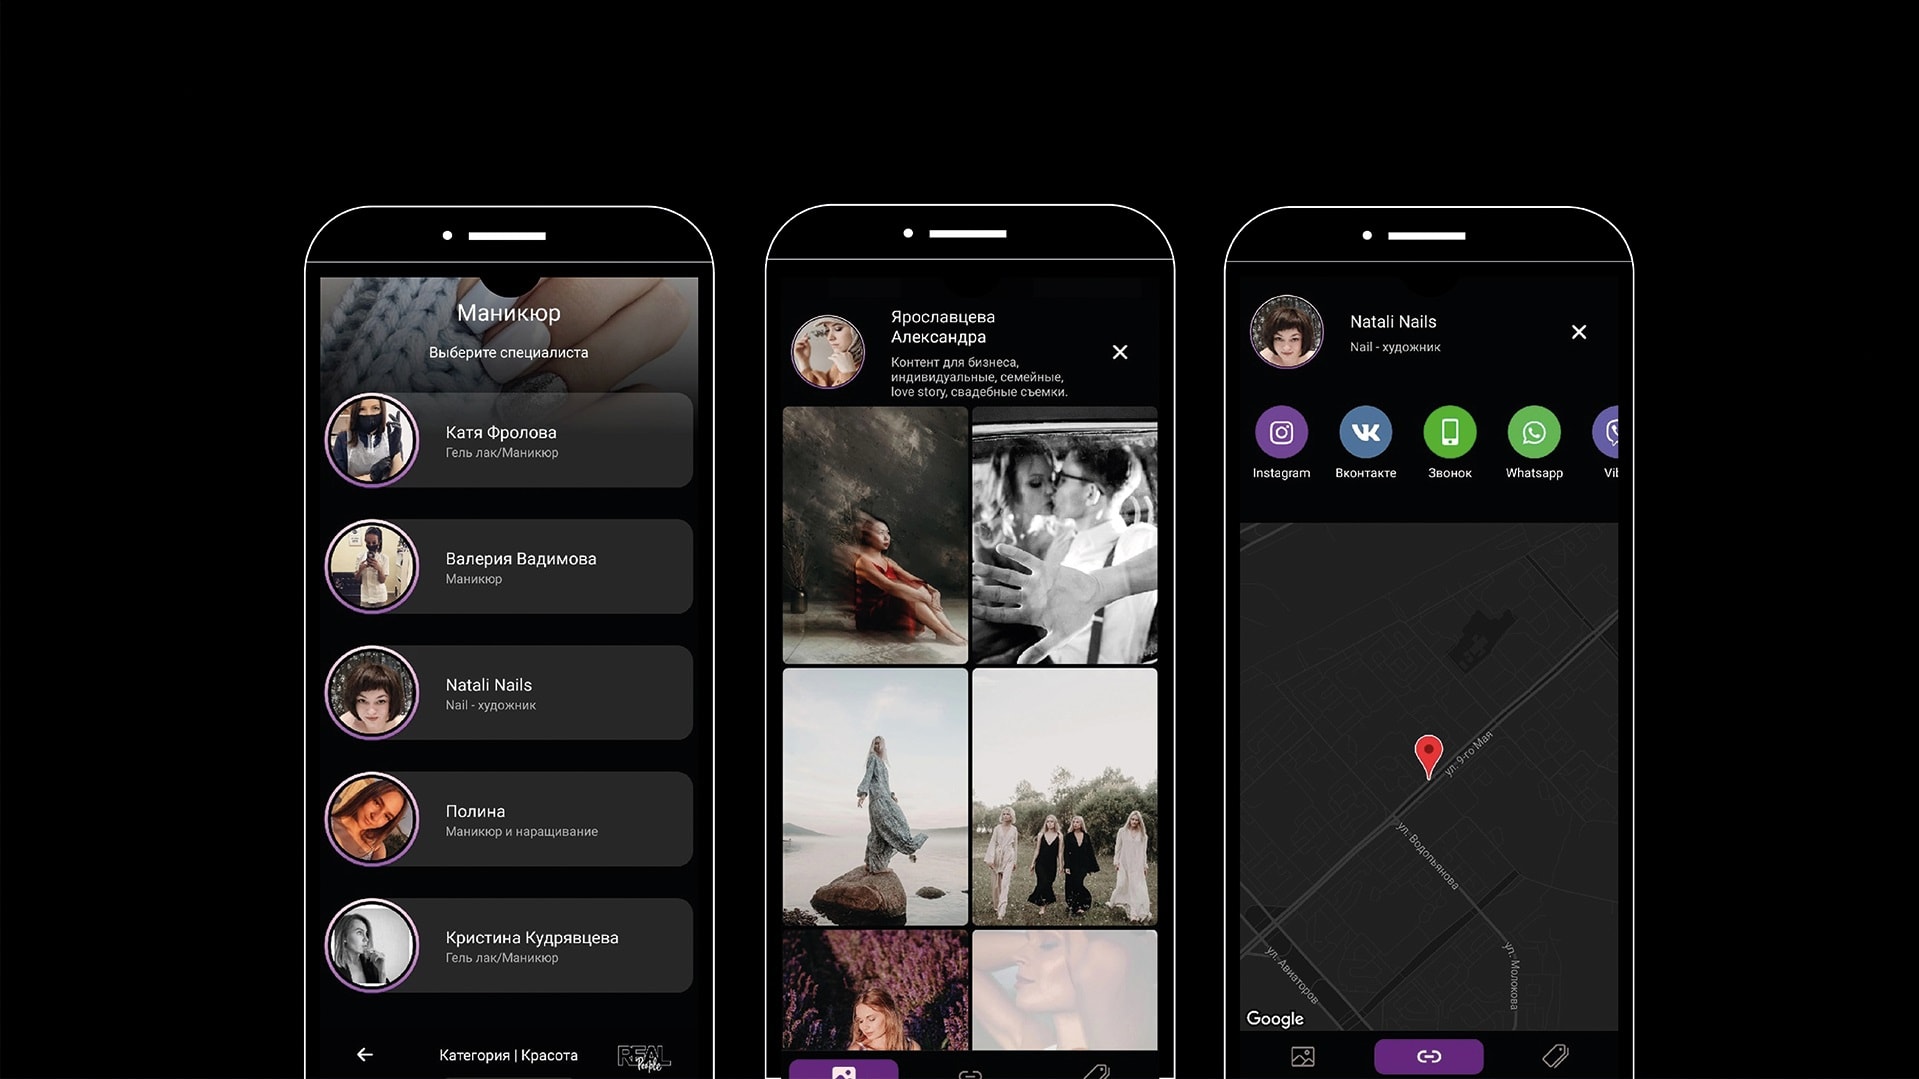 Маникюр
Выберите специалиста
Катя Фролова
Гель лак/Маникюр
Валерия Вадимова
Маникюр
Natali Nails
Nail - художник
Полина
Маникюр и наращивание
Кристина Кудрявцева
Гель лак/Маникюр
Категория | Красота
REAL
People
Ярославцева
Александра
Контент для бизнеса,
индивидуальные, семейные,
love story, свадебные съемки.
Natali Nails
Nail - художник
Instagram
Вконтакте
Звонок
Whatsapp
Vib
ул. 9-го Мая
ул. Водопьянова
ул. Авиаторов
ул. Молокова
Google